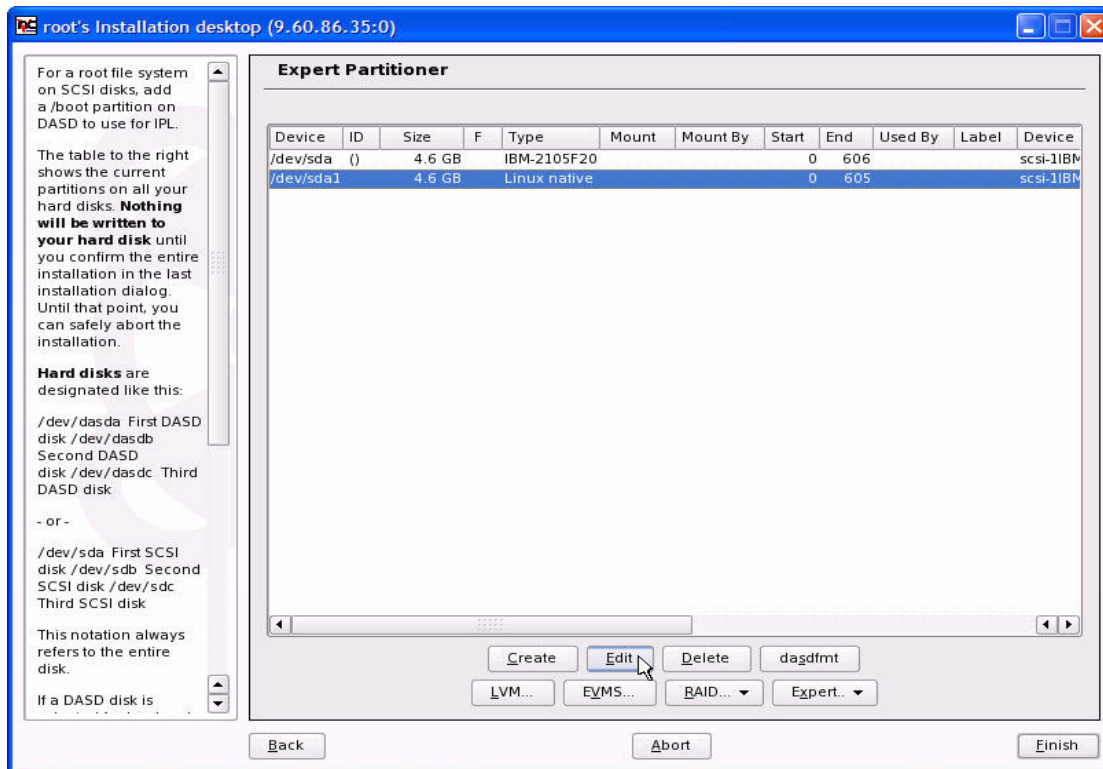 root's Installation desktop (9.60.86.35:0)
For a root file system
on SCSI disks, add
a /boot partition on
DASD to use for IPL.
The table to the right
shows the current
partitions on all your
hard disks. Nothing
will be written to
your hard disk until
you confirm the entire
installation in the last
installation dialog.
Until that point, you
can safely abort the
installation.
Hard disks are
designated like this:
/dev/dasda First DASD
disk /dev/dasdb
Second DASD
disk /dev/dasdc Third
DASD disk
- or -
/dev/sda First SCSI
disk /dev/sdb Second
SCSI disk /dev/sdc
Third SCSI disk
This notation always
refers to the entire
disk.
If a DASD disk is
Expert Partitioner
Device ID Size F Type Mount Mount By Start End Used By Label Device
/dev/sda () 4.6 GB IBM-2105F20 0 606 scsi-1IBM
/dev/sda1 4.6 GB Linux native 0 605 scsi-1IBM
Create Edit Delete dasdfmt
LVM... EVMS... RAID... Expert..
Back Abort Finish